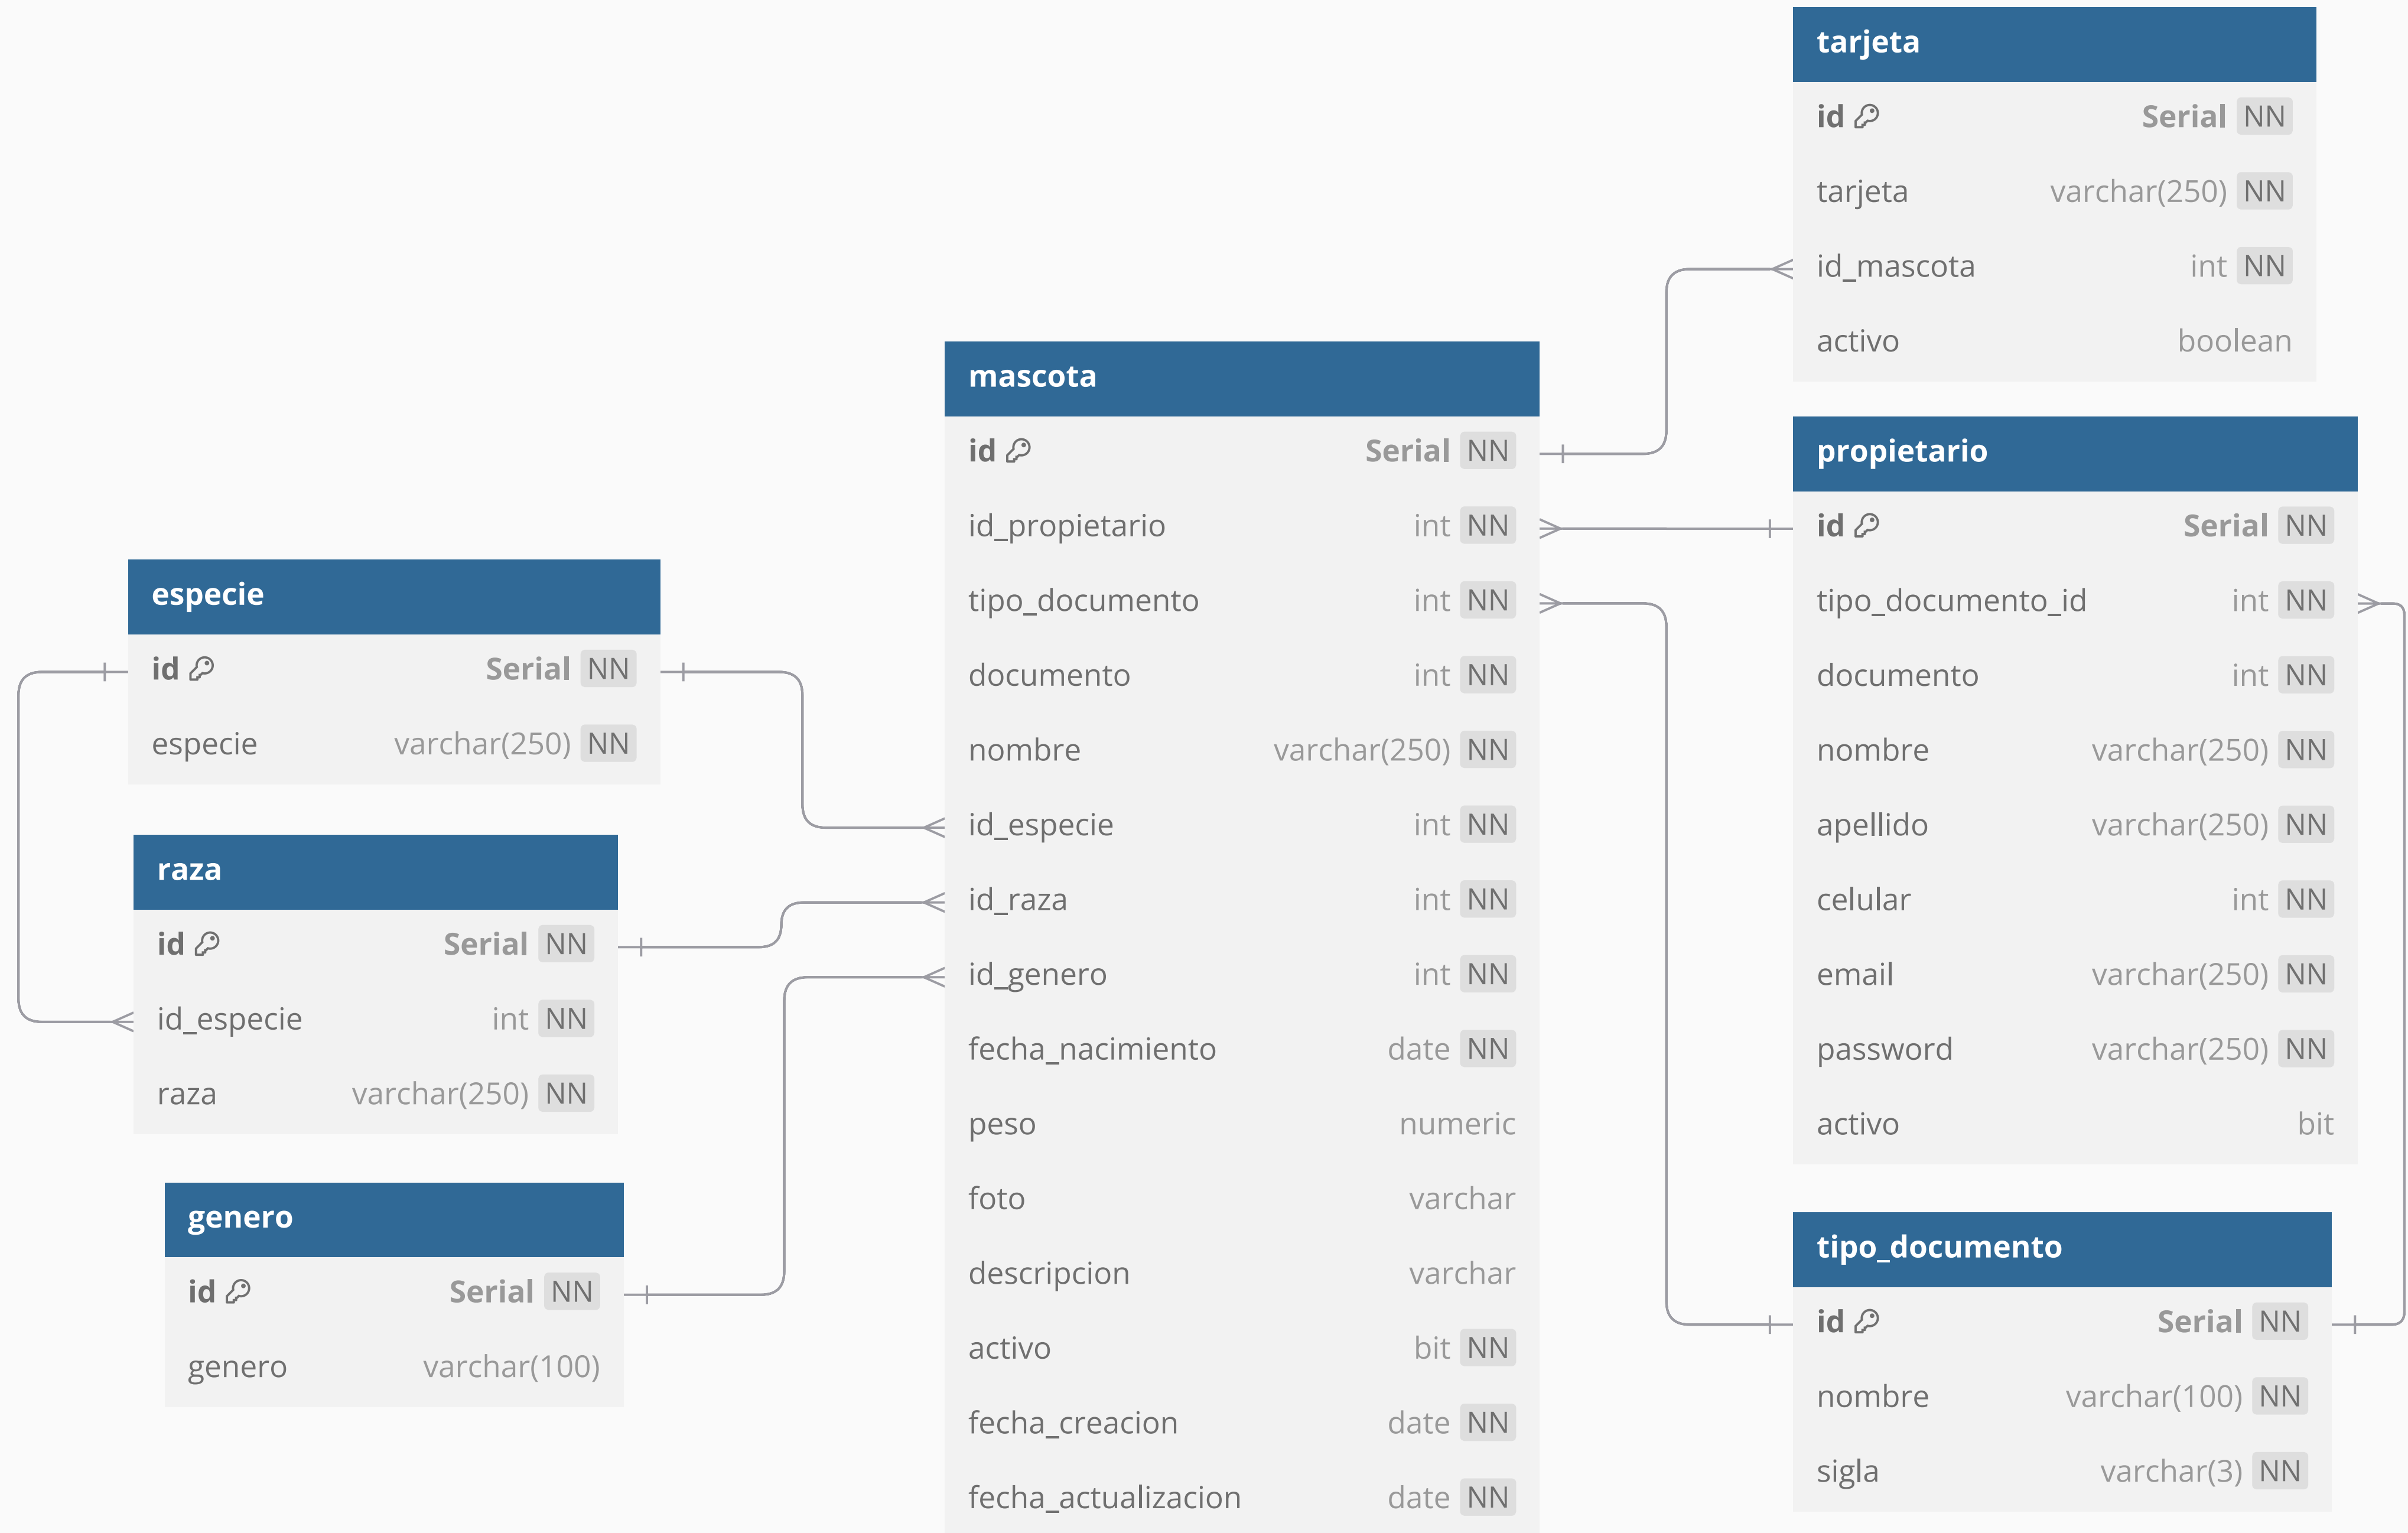 tarjeta
id Serial NN
tarjeta varchar(250) NN
id_mascota int NN
activo boolean
mascota
id Serial NN
id_propietario int NN
tipo_documento int NN
documento int NN
nombre varchar(250) NN
id_especie int NN
id_raza int NN
id_genero int NN
fecha_nacimiento date NN
peso numeric
foto varchar
descripcion varchar
activo bit NN
fecha_creacion date NN
fecha_actualizacion date NN
propietario
id Serial NN
tipo_documento_id int NN
documento int NN
nombre varchar(250) NN
apellido varchar(250) NN
celular int NN
email varchar(250) NN
password varchar(250) NN
activo bit
especie
id Serial NN
especie varchar(250) NN
raza
id Serial NN
id_especie int NN
raza varchar(250) NN
genero
id Serial NN
genero varchar(100)
tipo_documento
id Serial NN
nombre varchar(100) NN
sigla varchar(3) NN